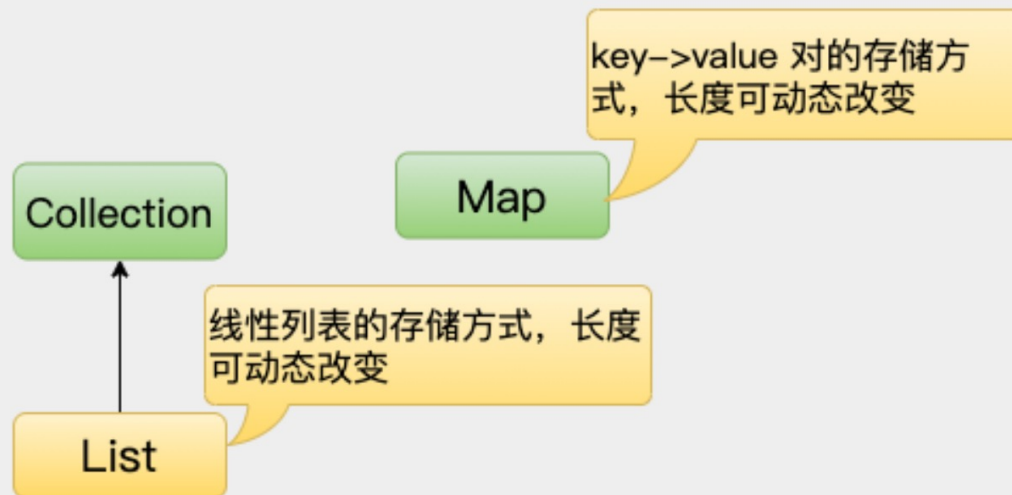 key->value 对的存储方
式，长度可动态改变
Map
Collection
线性列表的存储方式，长度
可动态改变
List